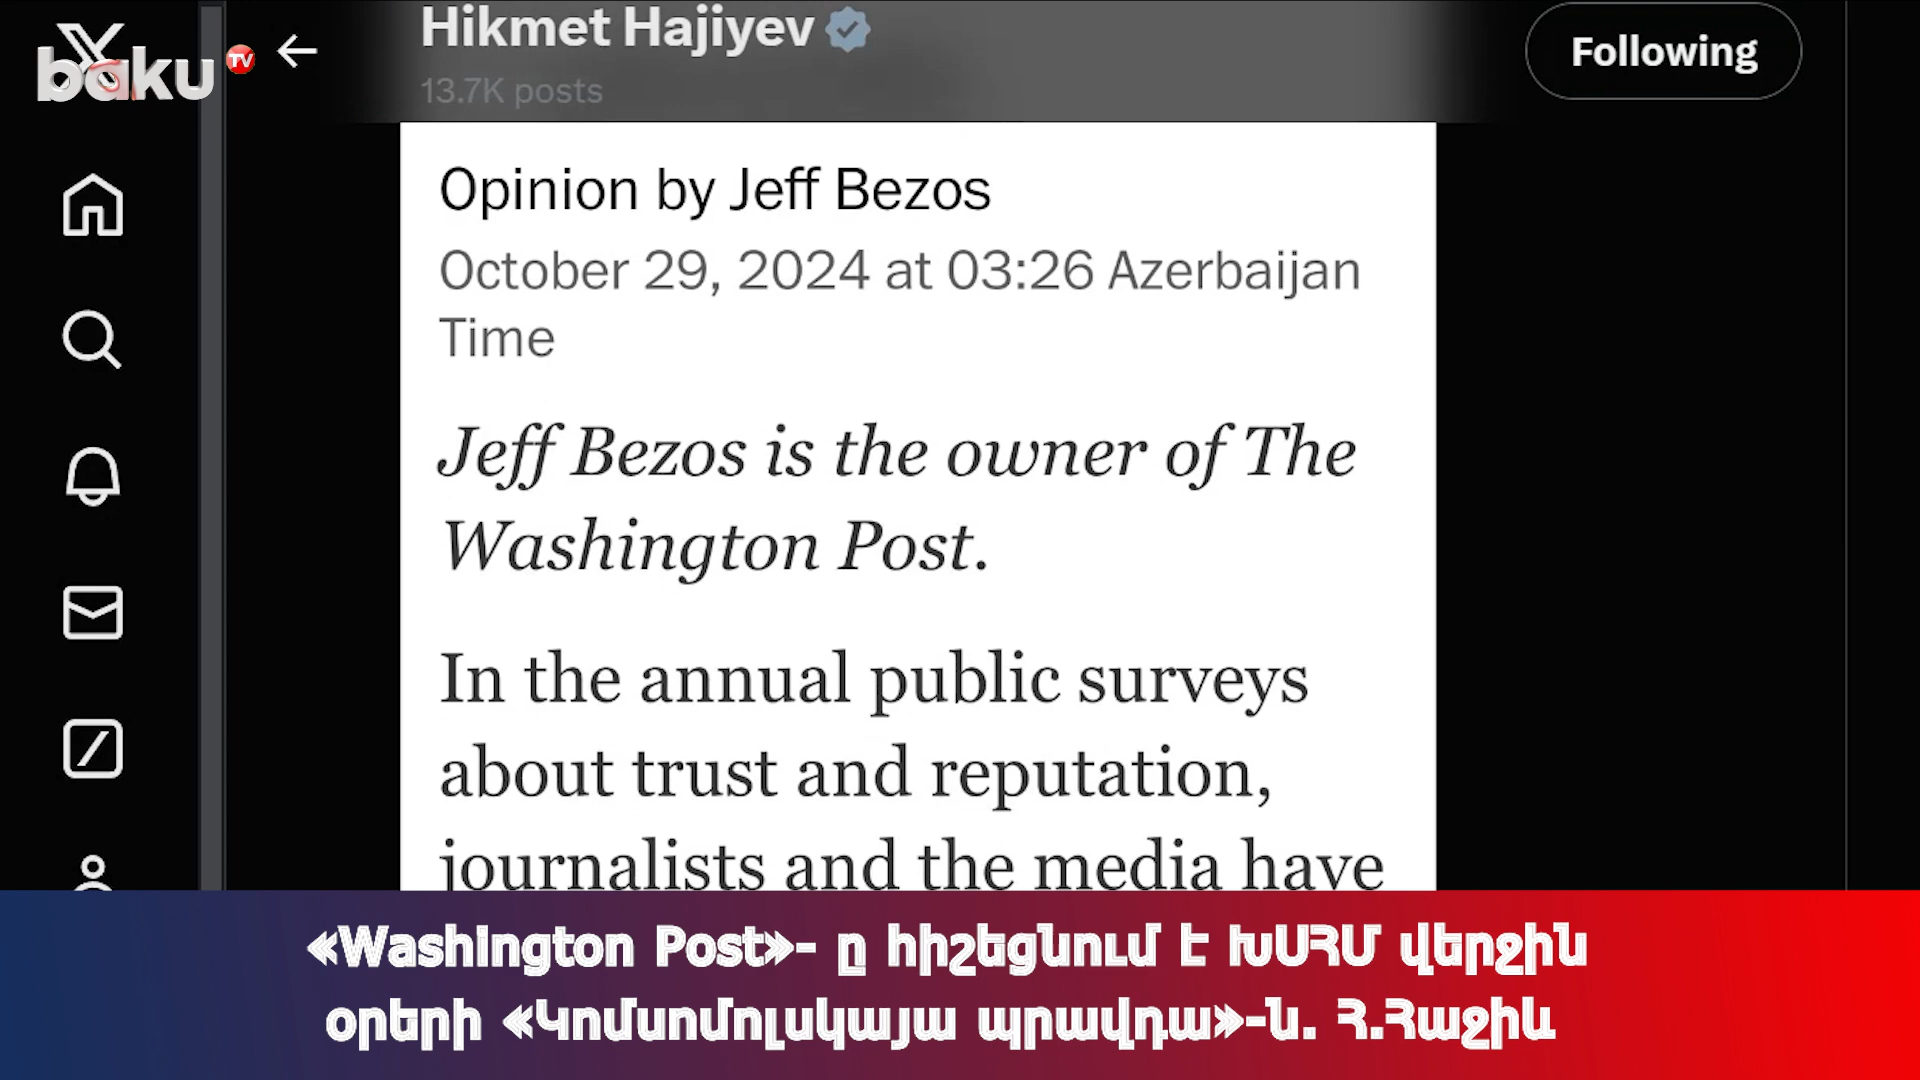 baku TV
Hikmet Hajiyev
13.7K posts
Following
Opinion by Jeff Bezos
October 29, 2024 at 03:26 Azerbaijan
Time
Jeff Bezos is the owner of The
Washington Post.
In the annual public surveys
about trust and reputation,
journalists and the media have
«Washington Post»- ը հիշեցնում է ԽՍՀՄ վերջին
օրերի «Կոմսոմոլսկայա պրավդա»-ն. Հ.Հաջիև